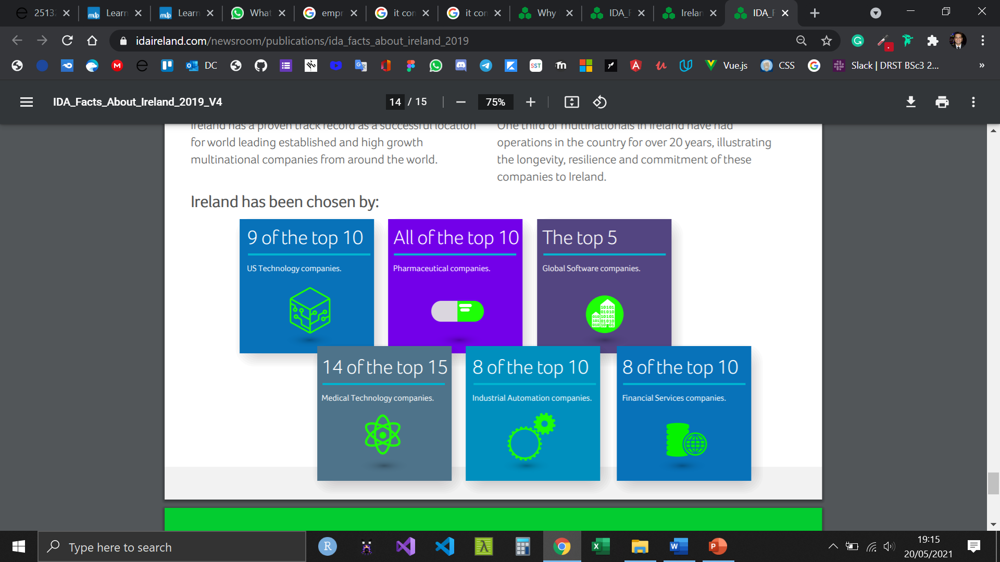 2513
Learn
Learn
What
empr
it con
it con
Why
IDA_F
Irelan
IDA_F
idaireland.com/newsroom/publications/ida_facts_about_ireland_2019
DC
SST
Vue.js
CSS
Slack | DRST BSc3 2...
»
IDA_Facts_About_Ireland_2019_V4
14 / 15
75%
Ireland has a proven track record as a successful location
for world leading established and high growth
multinational companies from around the world.
One third of multinationals in Ireland have had
operations in the country for over 20 years, illustrating
the longevity, resilience and commitment of these
companies to Ireland.
Ireland has been chosen by:
9 of the top 10
US Technology companies.
All of the top 10
Pharmaceutical companies.
The top 5
Global Software companies.
14 of the top 15
Medical Technology companies.
8 of the top 10
Industrial Automation companies.
8 of the top 10
Financial Services companies.
Type here to search
19:15
20/05/2021